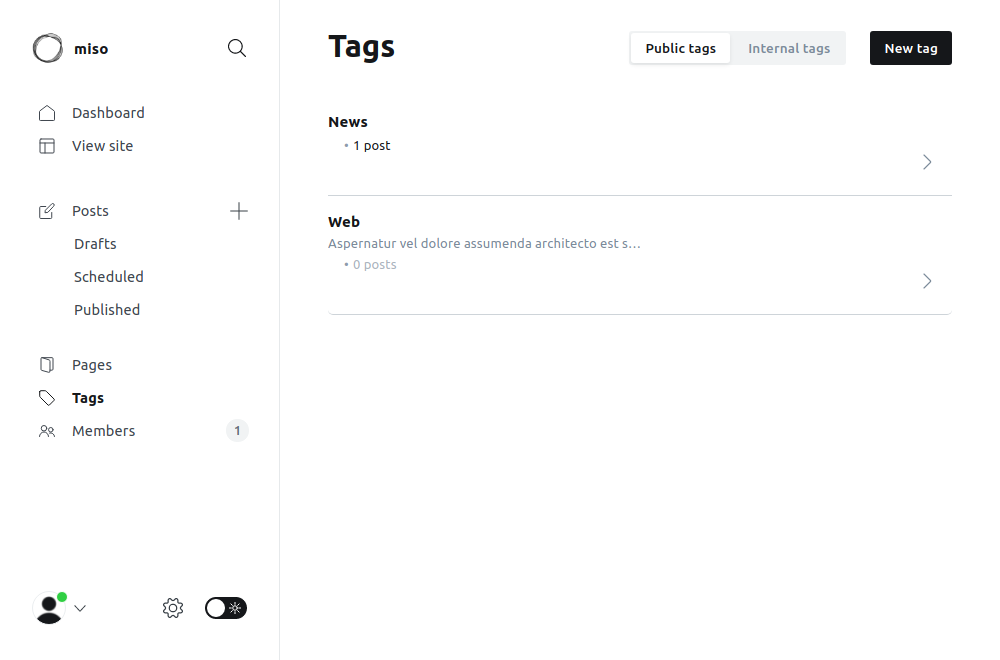 miso
Dashboard
View site
Posts
Drafts
Scheduled
Published
Pages
Tags
Members 1
Tags
Public tags Internal tags New tag
News
• 1 post
Web
Aspernatur vel dolore assumenda architecto est s…
• 0 posts